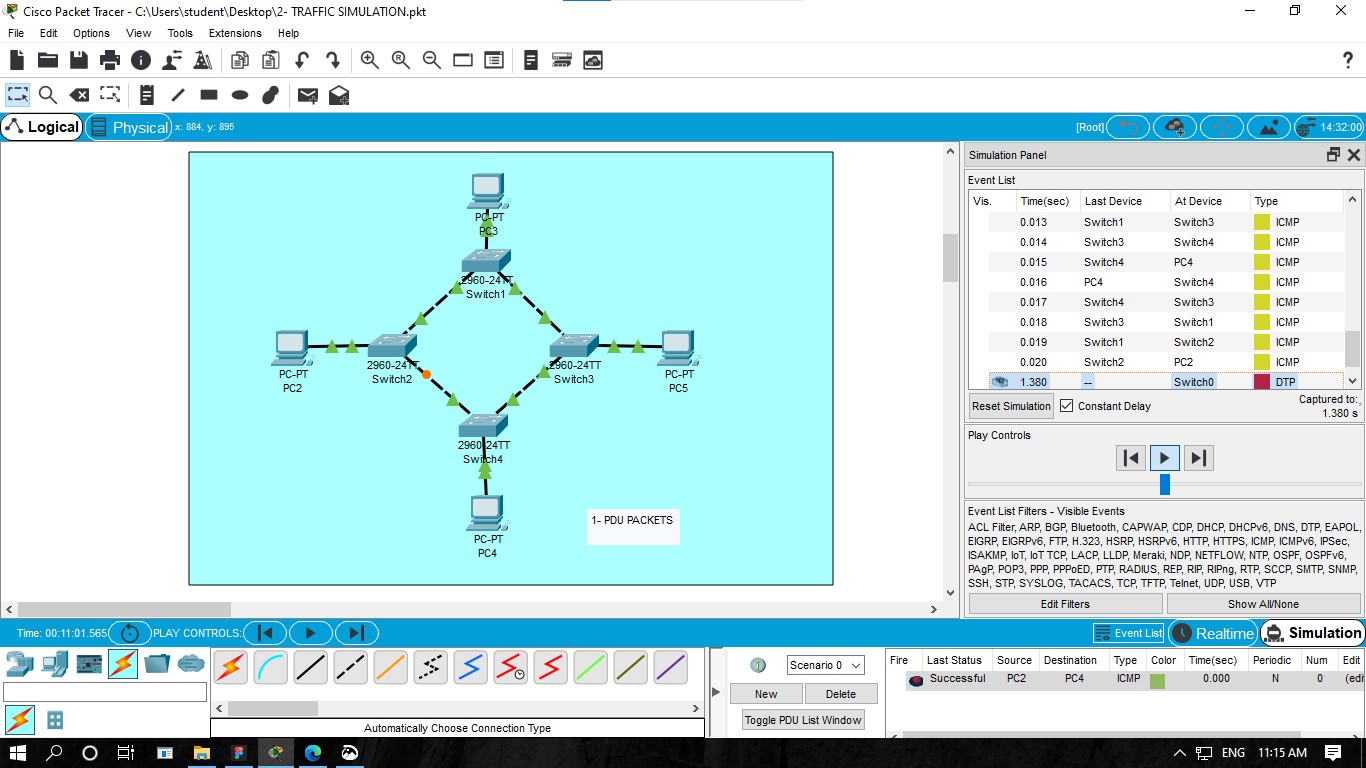 Cisco Packet Tracer - C:\Users\student\Desktop\2- TRAFFIC SIMULATION.pkt
File Edit Options View Tools Extensions Help
?
Logical Physical x: 884, y: 895 [Root] 14:32:00
PC-PT
PC3
2960-24TT
Switch1
PC-PT
PC2
2960-24TT
Switch2
2960-24TT
Switch3
PC-PT
PC5
2960-24TT
Switch4
PC-PT
PC4
1- PDU PACKETS
Simulation Panel
Event List
Vis. Time(sec) Last Device At Device Type
0.013 Switch1 Switch3 ICMP
0.014 Switch3 Switch4 ICMP
0.015 Switch4 PC4 ICMP
0.016 PC4 Switch4 ICMP
0.017 Switch4 Switch3 ICMP
0.018 Switch3 Switch1 ICMP
0.019 Switch1 Switch2 ICMP
0.020 Switch2 PC2 ICMP
1.380 -- Switch0 DTP
Reset Simulation Constant Delay Captured to:
1.380 s
Play Controls
Event List Filters - Visible Events
ACL Filter, ARP, BGP, Bluetooth, CAPWAP, CDP, DHCP, DHCPv6, DNS, DTP, EAPOL,
EIGRP, EIGRPv6, FTP, H.323, HSRP, HSRPv6, HTTP, HTTPS, ICMP, ICMPv6, IPSec,
ISAKMP, IoT, IoT TCP, LACP, LLDP, Meraki, NDP, NETFLOW, NTP, OSPF, OSPFv6,
PAgP, POP3, PPP, PPPoED, PTP, RADIUS, REP, RIP, RIPng, RTP, SCCP, SMTP, SNMP,
SSH, STP, SYSLOG, TACACS, TCP, TFTP, Telnet, UDP, USB, VTP
Edit Filters Show All/None
Time: 00:11:01.565 PLAY CONTROLS: Event List Realtime Simulation
Automatically Choose Connection Type
Scenario 0
New Delete
Toggle PDU List Window
Fire Last Status Source Destination Type Color Time(sec) Periodic Num Edit
Successful PC2 PC4 ICMP 0.000 N 0 (edi
ENG 11:15 AM